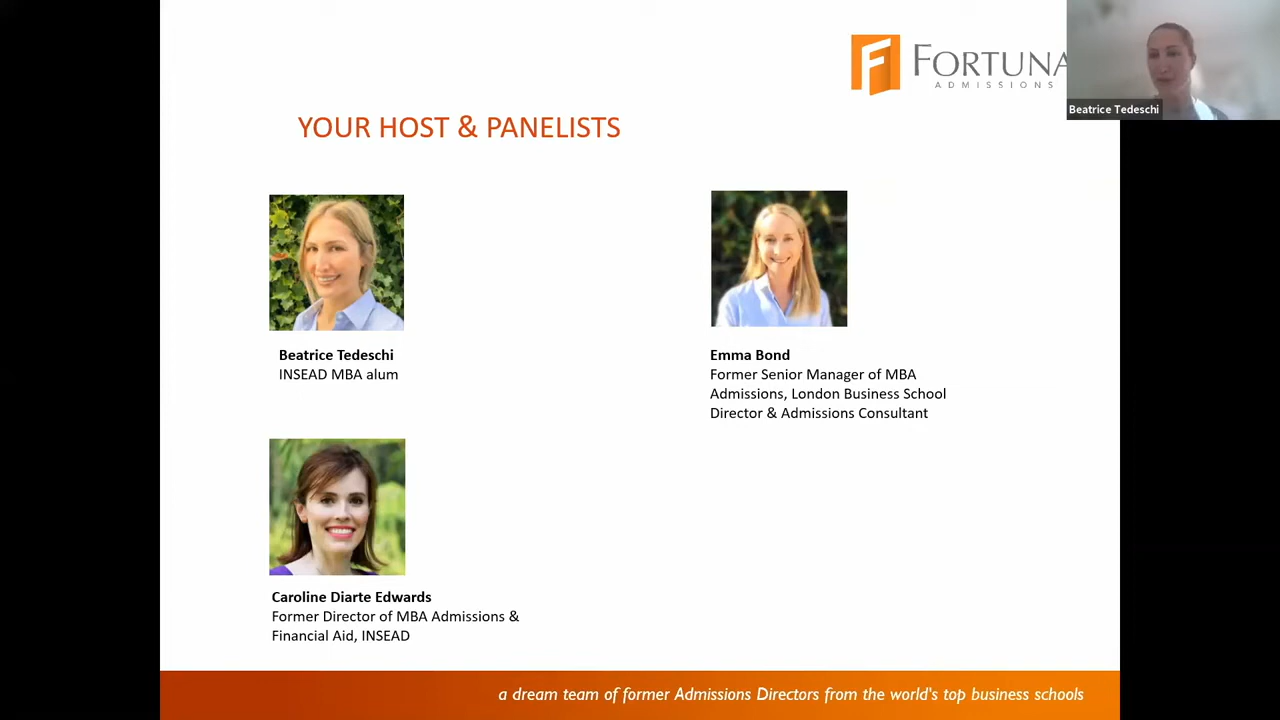 FORTUNA
ADMISSIONS
Beatrice Tedeschi
YOUR HOST & PANELISTS
Beatrice Tedeschi
INSEAD MBA alum
Emma Bond
Former Senior Manager of MBA
Admissions, London Business School
Director & Admissions Consultant
Caroline Diarte Edwards
Former Director of MBA Admissions &
Financial Aid, INSEAD
a dream team of former Admissions Directors from the world's top business schools